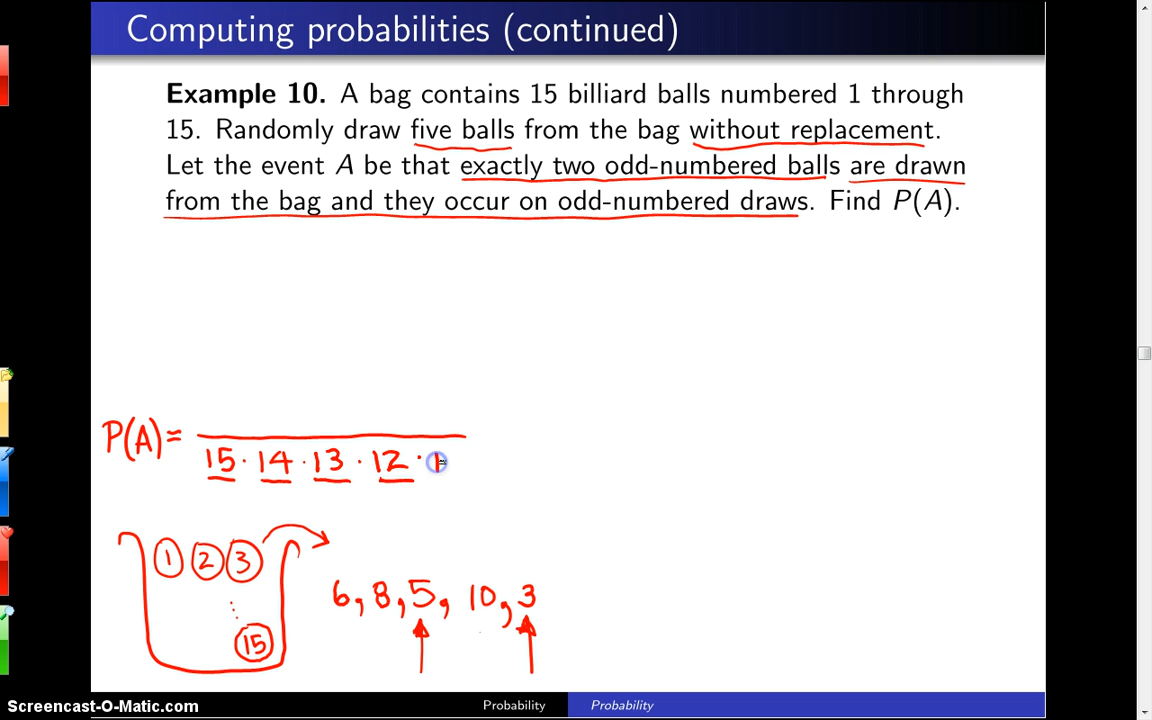 Computing probabilities (continued)
Example 10. A bag contains 15 billiard balls numbered 1 through
15. Randomly draw five balls from the bag without replacement.
Let the event A be that exactly two odd-numbered balls are drawn
from the bag and they occur on odd-numbered draws. Find P(A).
P(A) =
15 · 14 · 13 · 12 · 1
1 2 3
6, 8, 5, 10, 3
⋮
15
Screencast-O-Matic.com
Probability Probability